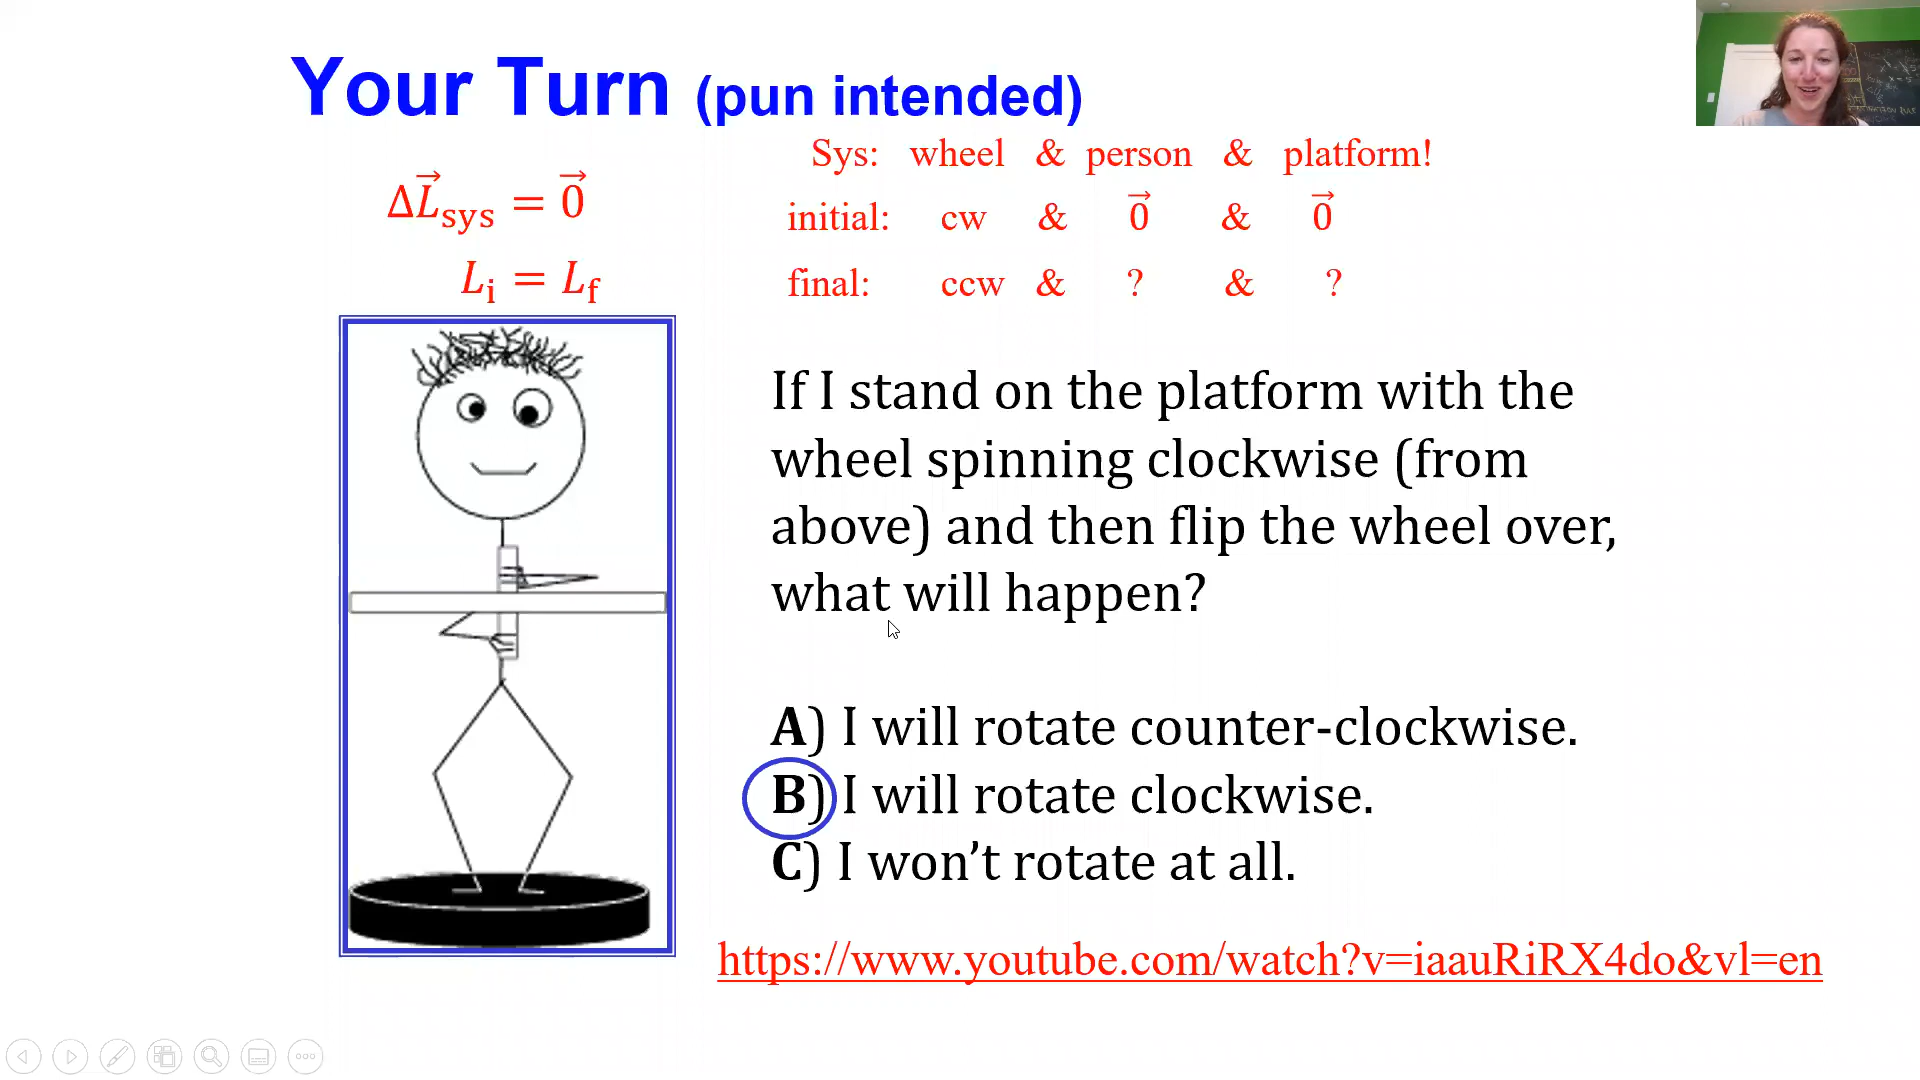 Your Turn (pun intended)
Sys: wheel & person & platform!
ΔL⃗sys = 0⃗
initial: cw & 0⃗ & 0⃗
Li = Lf
final: ccw & ? & ?
If I stand on the platform with the
wheel spinning clockwise (from
above) and then flip the wheel over,
what will happen?
A) I will rotate counter-clockwise.
B) I will rotate clockwise.
C) I won’t rotate at all.
https://www.youtube.com/watch?v=iaauRiRX4do&vl=en